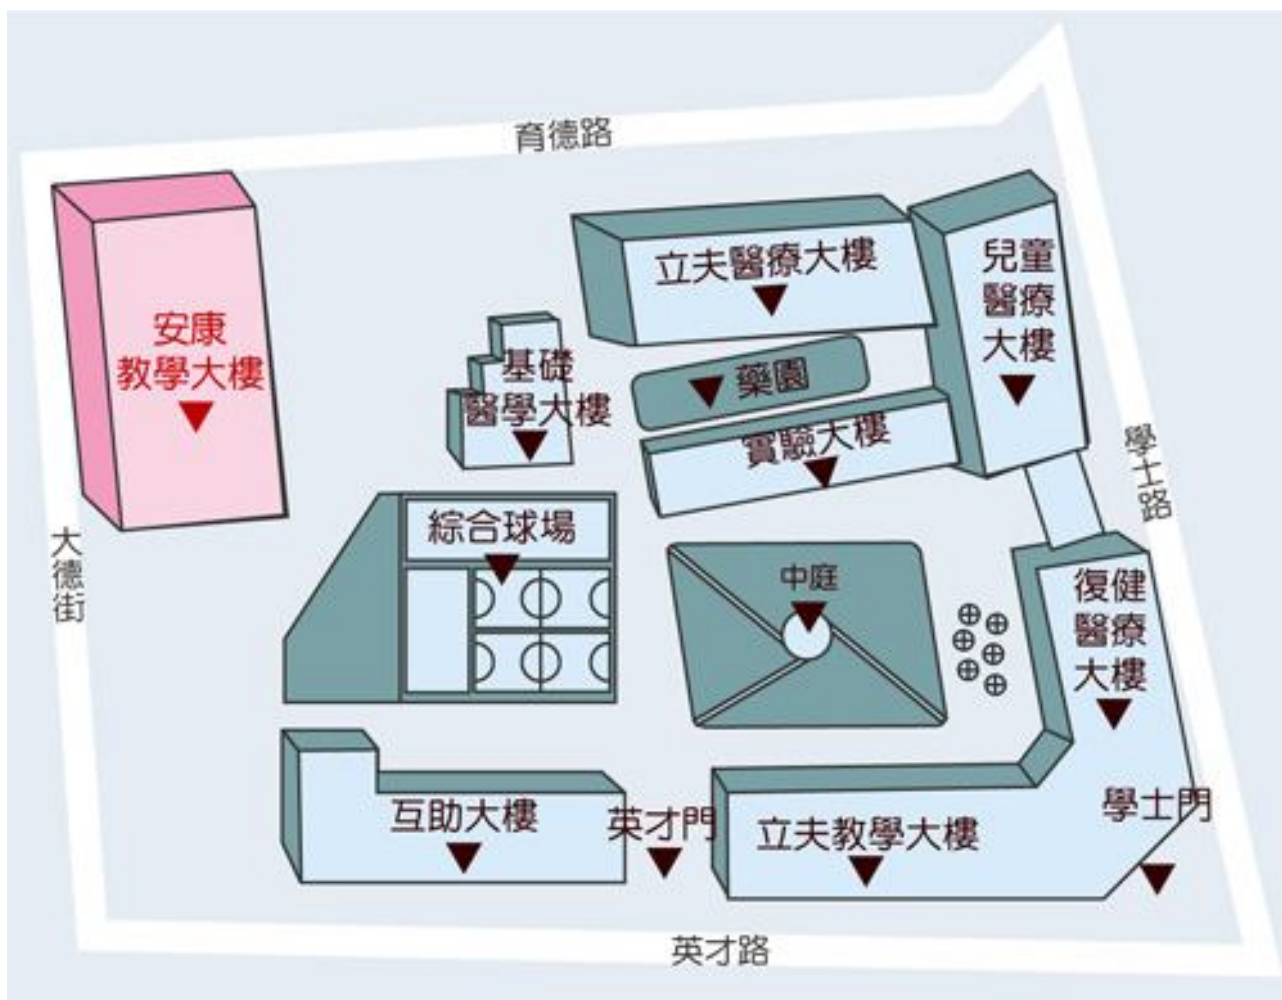 育德路
立夫醫療大樓
兒童
醫療
大樓
安康
教學大樓
基礎
醫學大樓
藥園
實驗大樓
學士路
綜合球場
大德街
中庭
復健
醫療
大樓
互助大樓
英才門
立夫教學大樓
學士門
英才路